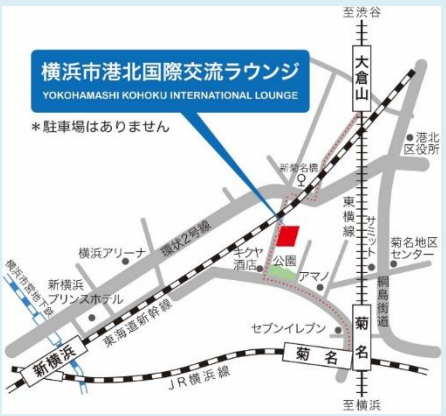 至渋谷
横浜市港北国際交流ラウンジ
YOKOHAMASHI KOHOKU INTERNATIONAL LOUNGE
*駐車場はありません
大倉山
港北
区役所
新菊名橋
東横線
サミット
菊名地区
センター
環状2号線
横浜アリーナ
キクヤ
酒店
公園
アマノ
綱島街道
横浜市営地下鉄
新横浜
プリンスホテル
東海道新幹線
セブンイレブン
菊名
新横浜
菊名
JR横浜線
至横浜